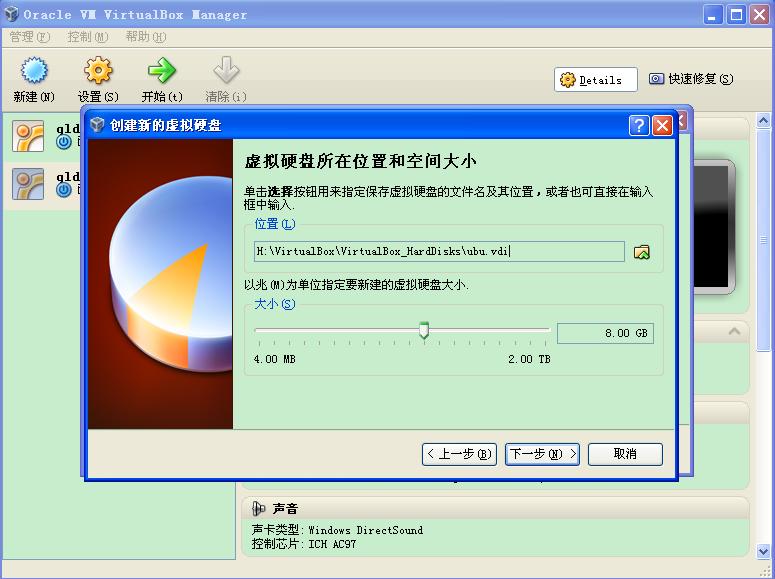 Oracle VM VirtualBox Manager
管理(F) 控制(M) 帮助(H)
新建(N) 设置(S) 开始(t) 清除(i) Details 快速修复(S)
创建新的虚拟硬盘
gld
gld
虚拟硬盘所在位置和空间大小
单击选择按钮用来指定保存虚拟硬盘的文件名及其位置，或者也可直接在输入
框中输入.
位置(L)
H:\VirtualBox\VirtualBox_HardDisks\ubu.vdi
以兆(M)为单位指定要新建的虚拟硬盘大小.
大小(S)
8.00 GB
4.00 MB 2.00 TB
< 上一步(B) 下一步(N) > 取消
声音
声卡类型: Windows DirectSound
控制芯片: ICH AC97